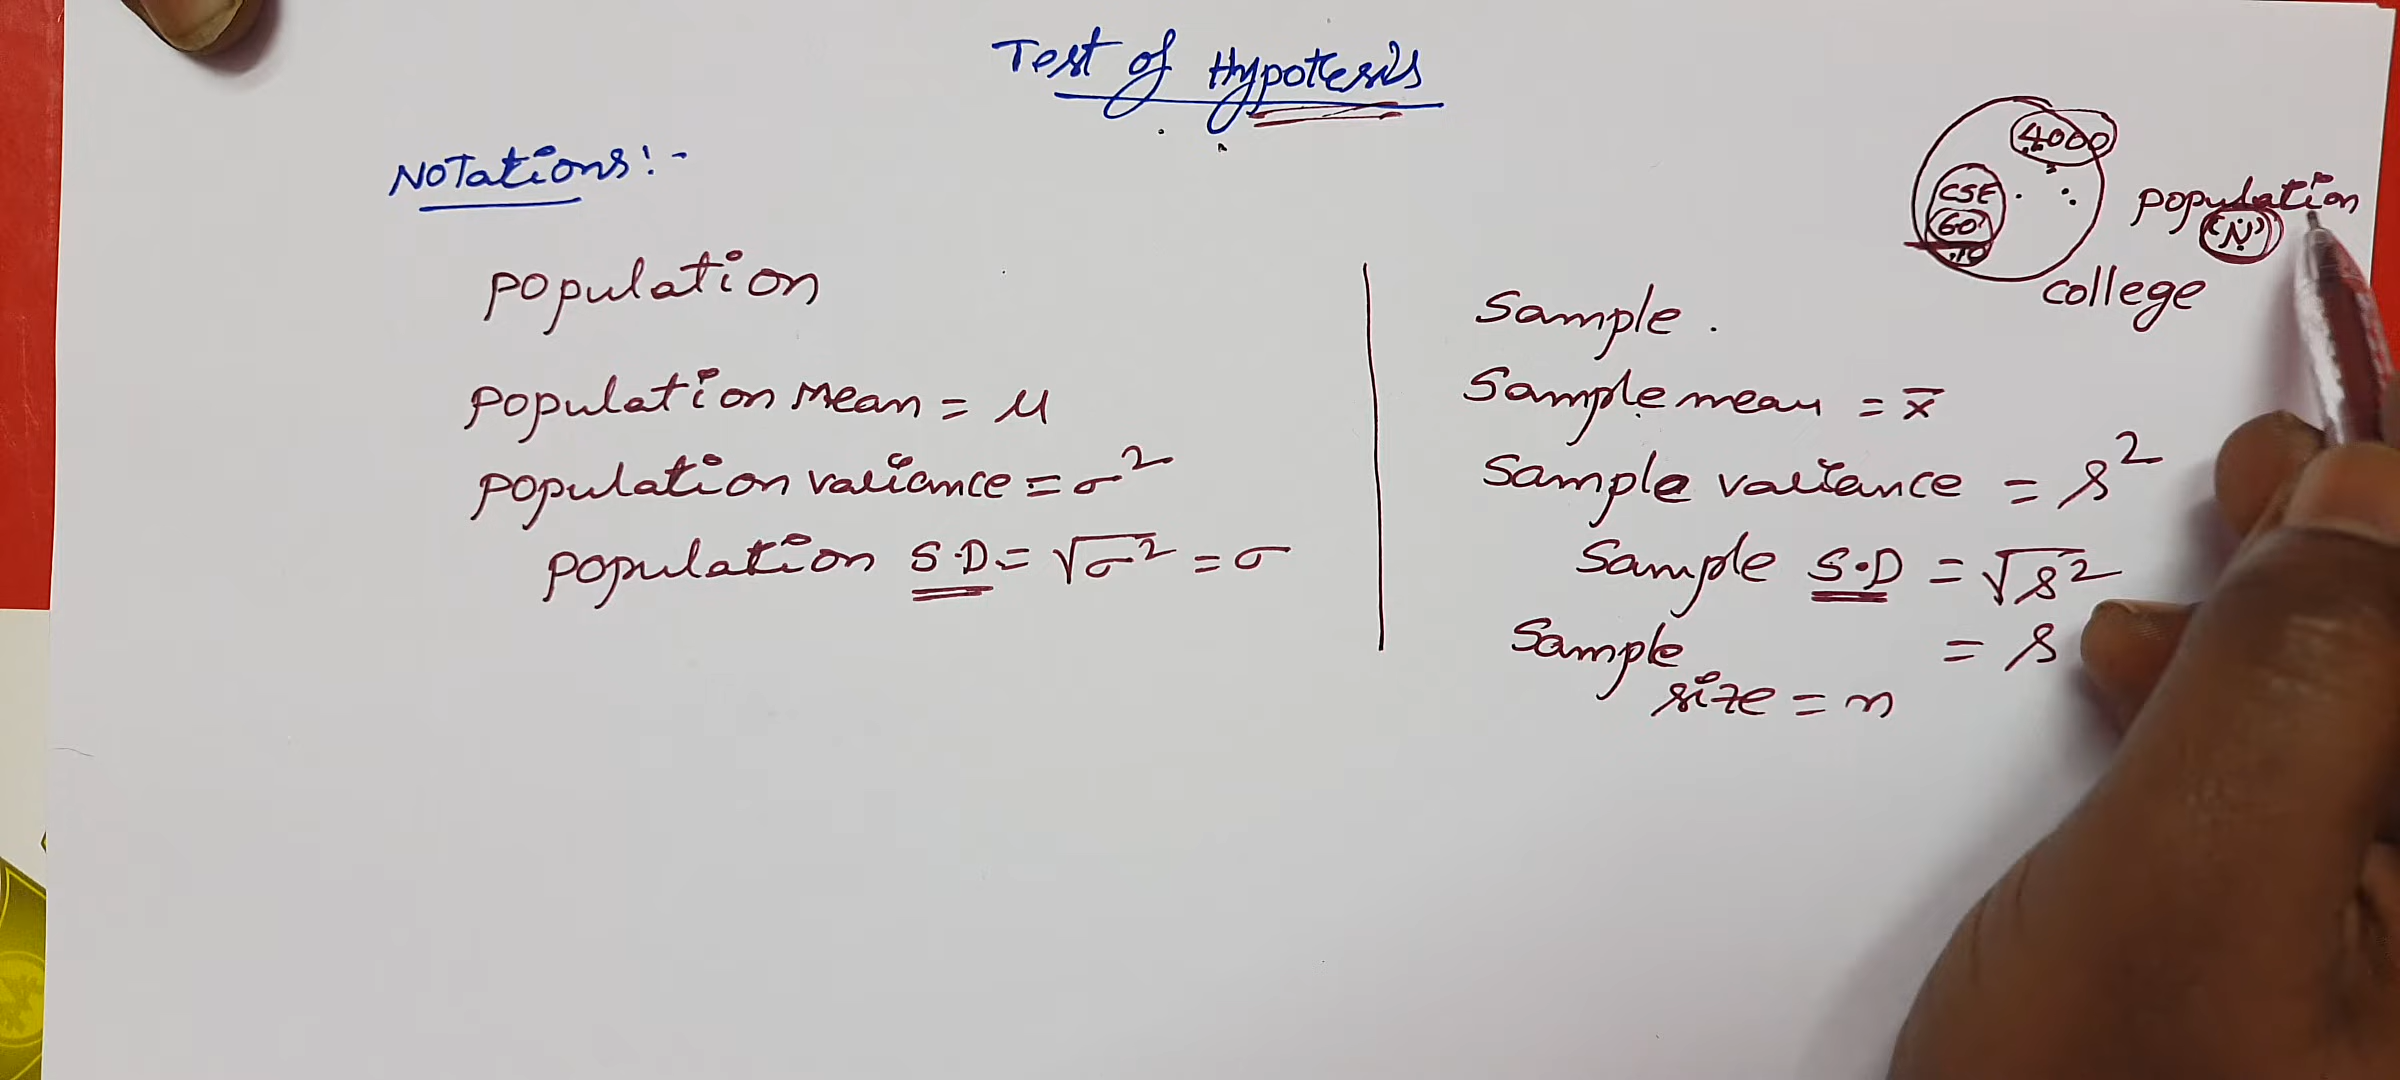 Test of Hypotesis
NOTations:-
population
population mean = μ
population variance = σ²
population S.D = √σ² = σ
Sample.
Sample mean = x̄
Sample variance = s²
Sample S.D = √s²
= s
Sample
size = n
4000
CSE
60
population
'N'
college